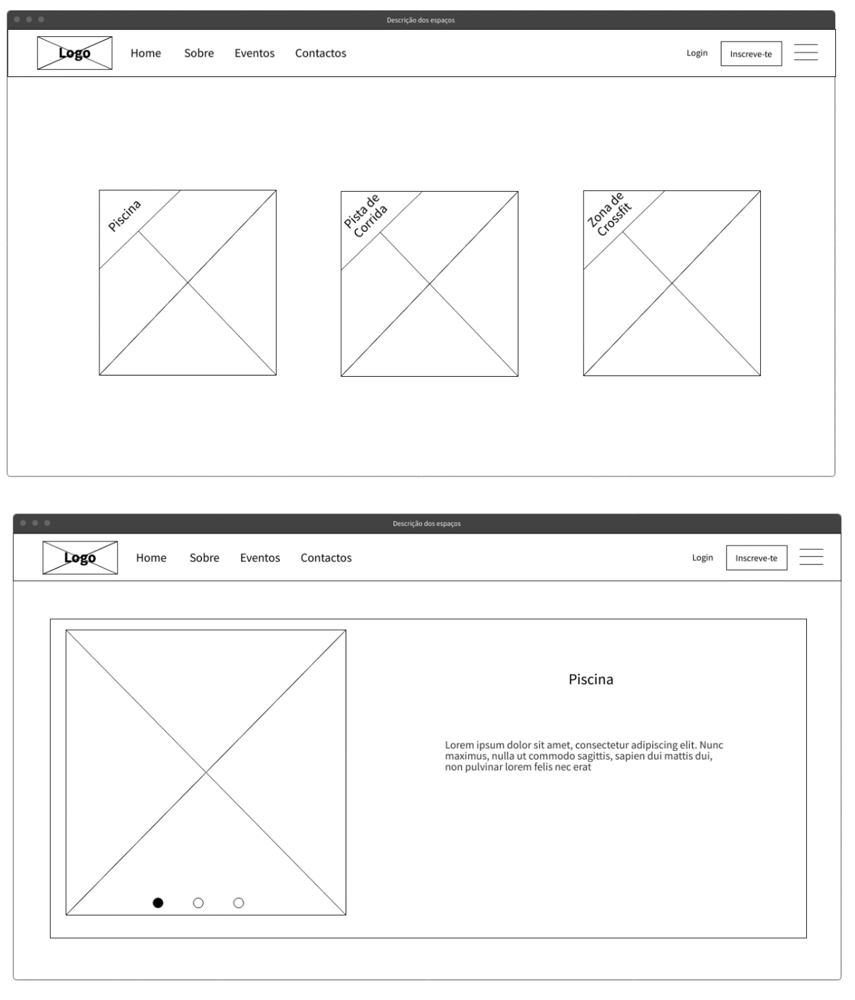 Descrição dos espaços
Logo
Home
Sobre
Eventos
Contactos
Login
Inscreve-te
Piscina
Pista de
Corrida
Zona de
Crossfit
Descrição dos espaços
Logo
Home
Sobre
Eventos
Contactos
Login
Inscreve-te
Piscina
Lorem ipsum dolor sit amet, consectetur adipiscing elit. Nunc
maximus, nulla ut commodo sagittis, sapien dui mattis dui,
non pulvinar lorem felis nec erat